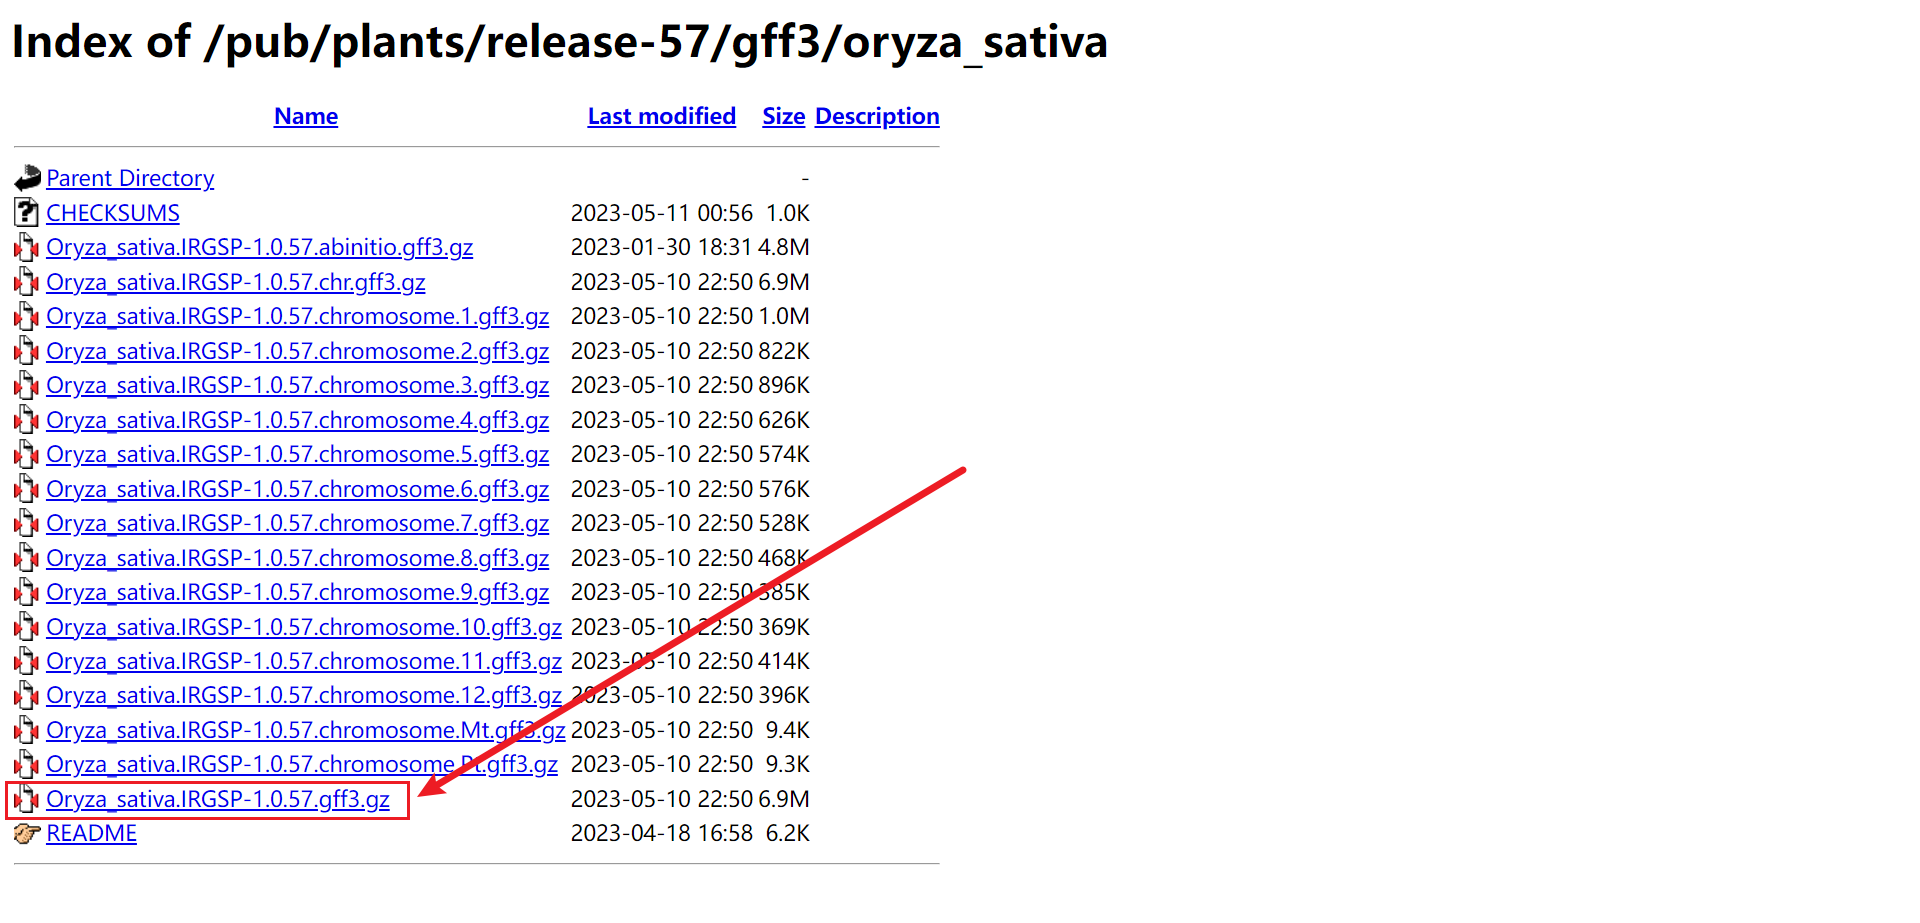 Index of /pub/plants/release-57/gff3/oryza_sativa
Name Last modified Size Description
Parent Directory -
CHECKSUMS 2023-05-11 00:56 1.0K
Oryza_sativa.IRGSP-1.0.57.abinitio.gff3.gz 2023-01-30 18:31 4.8M
Oryza_sativa.IRGSP-1.0.57.chr.gff3.gz 2023-05-10 22:50 6.9M
Oryza_sativa.IRGSP-1.0.57.chromosome.1.gff3.gz 2023-05-10 22:50 1.0M
Oryza_sativa.IRGSP-1.0.57.chromosome.2.gff3.gz 2023-05-10 22:50 822K
Oryza_sativa.IRGSP-1.0.57.chromosome.3.gff3.gz 2023-05-10 22:50 896K
Oryza_sativa.IRGSP-1.0.57.chromosome.4.gff3.gz 2023-05-10 22:50 626K
Oryza_sativa.IRGSP-1.0.57.chromosome.5.gff3.gz 2023-05-10 22:50 574K
Oryza_sativa.IRGSP-1.0.57.chromosome.6.gff3.gz 2023-05-10 22:50 576K
Oryza_sativa.IRGSP-1.0.57.chromosome.7.gff3.gz 2023-05-10 22:50 528K
Oryza_sativa.IRGSP-1.0.57.chromosome.8.gff3.gz 2023-05-10 22:50 468K
Oryza_sativa.IRGSP-1.0.57.chromosome.9.gff3.gz 2023-05-10 22:50 385K
Oryza_sativa.IRGSP-1.0.57.chromosome.10.gff3.gz 2023-05-10 22:50 369K
Oryza_sativa.IRGSP-1.0.57.chromosome.11.gff3.gz 2023-05-10 22:50 414K
Oryza_sativa.IRGSP-1.0.57.chromosome.12.gff3.gz 2023-05-10 22:50 396K
Oryza_sativa.IRGSP-1.0.57.chromosome.Mt.gff3.gz 2023-05-10 22:50 9.4K
Oryza_sativa.IRGSP-1.0.57.chromosome.Pt.gff3.gz 2023-05-10 22:50 9.3K
Oryza_sativa.IRGSP-1.0.57.gff3.gz 2023-05-10 22:50 6.9M
README 2023-04-18 16:58 6.2K